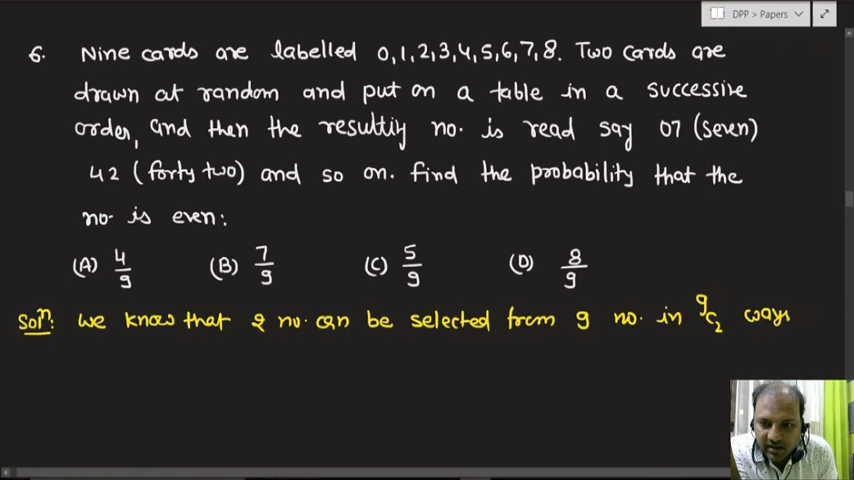 DPP > Papers
6. Nine cards are labelled 0,1,2,3,4,5,6,7,8. Two cards are
drawn at random and put on a table in a successive
order, and then the resultiy no. is read say 07 (seven)
42 (forty two) and so on. find the probability that the
no. is even:
(A) 4/9 (B) 7/9 (C) 5/9 (D) 8/9
Solⁿ: we know that 2 no. can be selected from 9 no. in ⁹C₂ ways